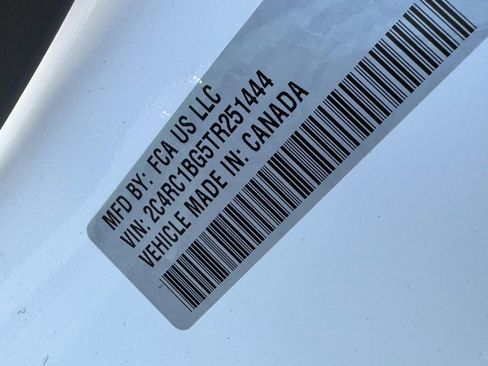 MFD BY: FCA US LLC
VIN: 2C4RC1BG5TR251444
VEHICLE MADE IN: CANADA